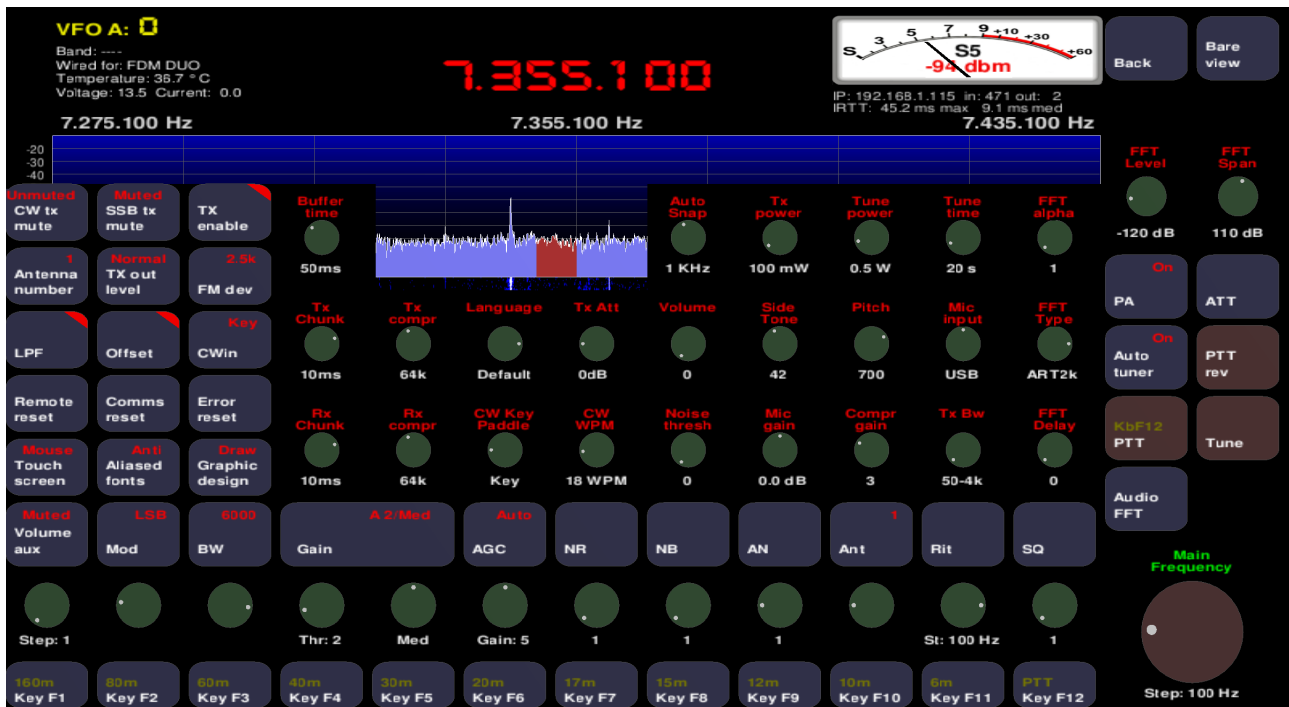 VFO A: 0
Band: ----
Wired for: FDM DUO
Temperature: 36.7 ° C
Voltage: 13.5 Current: 0.0
7.355.100
S 3 5 7 9 +10 +30 +60
S5
-94 dbm
IP: 192.168.1.115 in: 471 out: 2
IRTT: 45.2 ms max 9.1 ms med
Back
Bare
view
7.275.100 Hz 7.355.100 Hz 7.435.100 Hz
-20
-30
-40
FFT
Level
-120 dB
FFT
Span
110 dB
Unmuted
CW tx
mute
Muted
SSB tx
mute
TX
enable
Buffer
time
50ms
Auto
Snap
1 KHz
Tx
power
100 mW
Tune
power
0.5 W
Tune
time
20 s
FFT
alpha
1
1
Antenna
number
Normal
TX out
level
2.5k
FM dev
On
PA
ATT
LPF
Offset
Key
CWin
Tx
Chunk
10ms
Tx
compr
64k
Language
Default
Tx Att
0dB
Volume
0
Side
Tone
42
Pitch
700
Mic
input
USB
FFT
Type
ART2k
On
Auto
tuner
PTT
rev
Remote
reset
Comms
reset
Error
reset
Rx
Chunk
10ms
Rx
compr
64k
CW Key
Paddle
Key
CW
WPM
18 WPM
Noise
thresh
0
Mic
gain
0.0 dB
Compr
gain
3
Tx Bw
50-4k
FFT
Delay
0
KbF12
PTT
Tune
Mouse
Touch
screen
Anti
Aliased
fonts
Draw
Graphic
design
Audio
FFT
Muted
Volume
aux
LSB
Mod
6000
BW
A 2/Med
Gain
Auto
AGC
NR
NB
AN
1
Ant
Rit
SQ
Main
Frequency
Step: 1
Thr: 2
Med
Gain: 5
1
1
1
St: 100 Hz
1
Step: 100 Hz
160m
Key F1
80m
Key F2
60m
Key F3
40m
Key F4
30m
Key F5
20m
Key F6
17m
Key F7
15m
Key F8
12m
Key F9
10m
Key F10
6m
Key F11
PTT
Key F12